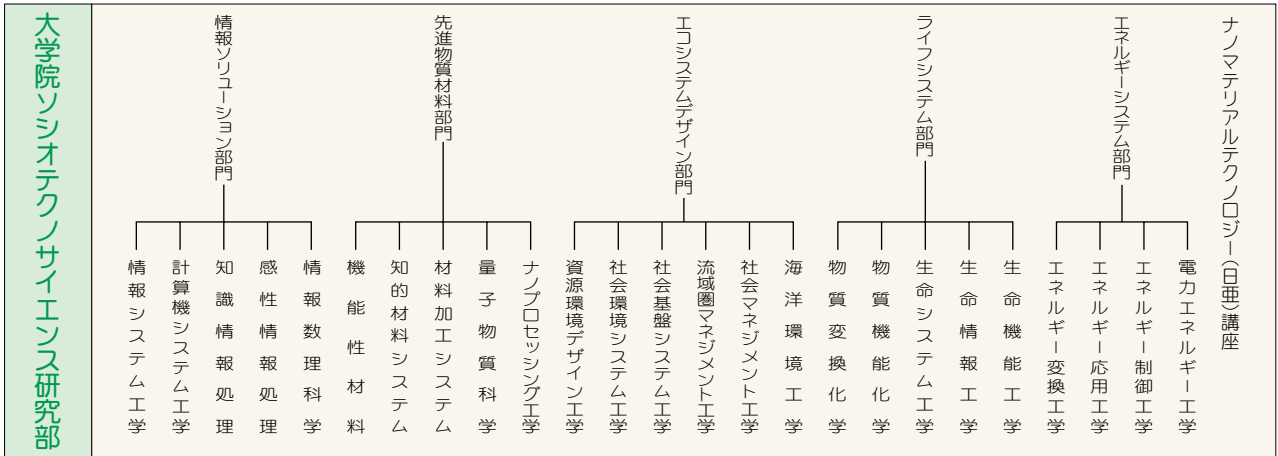 大学院ソシオテクノサイエンス研究部
情報ソリューション部門
情報システム工学
計算機システム工学
知識情報処理
感性情報処理
情報数理科学
先進物質材料部門
機能性材料
知的材料システム
材料加工システム
量子物質科学
ナノプロセッシング工学
エコシステムデザイン部門
資源環境デザイン工学
社会環境システム工学
社会基盤システム工学
流域圏マネジメント工学
社会マネジメント工学
海洋環境工学
ライフシステム部門
物質変換化学
物質機能化学
生命システム工学
生命情報工学
生命機能工学
エネルギーシステム部門
エネルギー変換工学
エネルギー応用工学
エネルギー制御工学
電力エネルギー工学
ナノマテリアルテクノロジー(日亜)講座